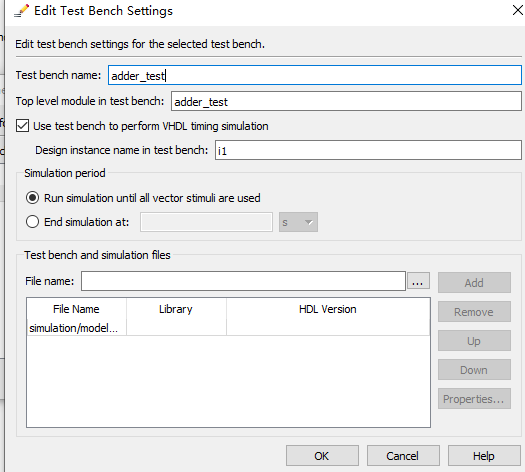 Edit Test Bench Settings
Edit test bench settings for the selected test bench.
Test bench name: adder_test
Top level module in test bench: adder_test
Use test bench to perform VHDL timing simulation
Design instance name in test bench: i1
Simulation period
Run simulation until all vector stimuli are used
End simulation at: s
Test bench and simulation files
File name: ... Add
File Name Library HDL Version
Remove
simulation/model...
Up
Down
Properties...
OK Cancel Help